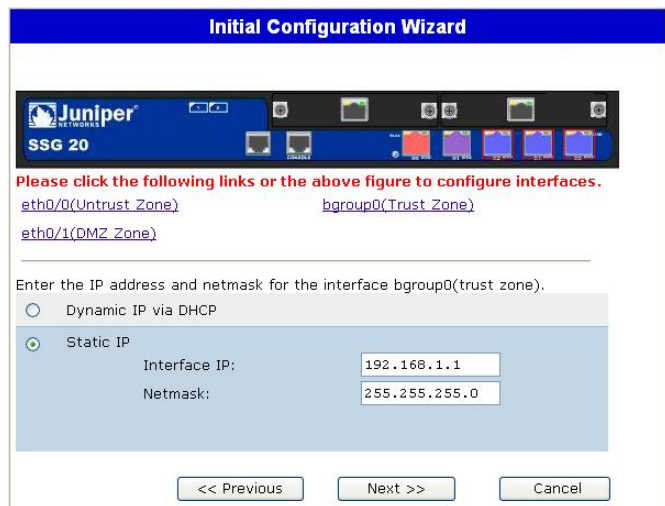 Initial Configuration Wizard
Juniper
NETWORKS
SSG 20
CONSOLE
Please click the following links or the above figure to configure interfaces.
eth0/0(Untrust Zone)
bgroup0(Trust Zone)
eth0/1(DMZ Zone)
Enter the IP address and netmask for the interface bgroup0(trust zone).
Dynamic IP via DHCP
Static IP
Interface IP: 192.168.1.1
Netmask: 255.255.255.0
<< Previous
Next >>
Cancel